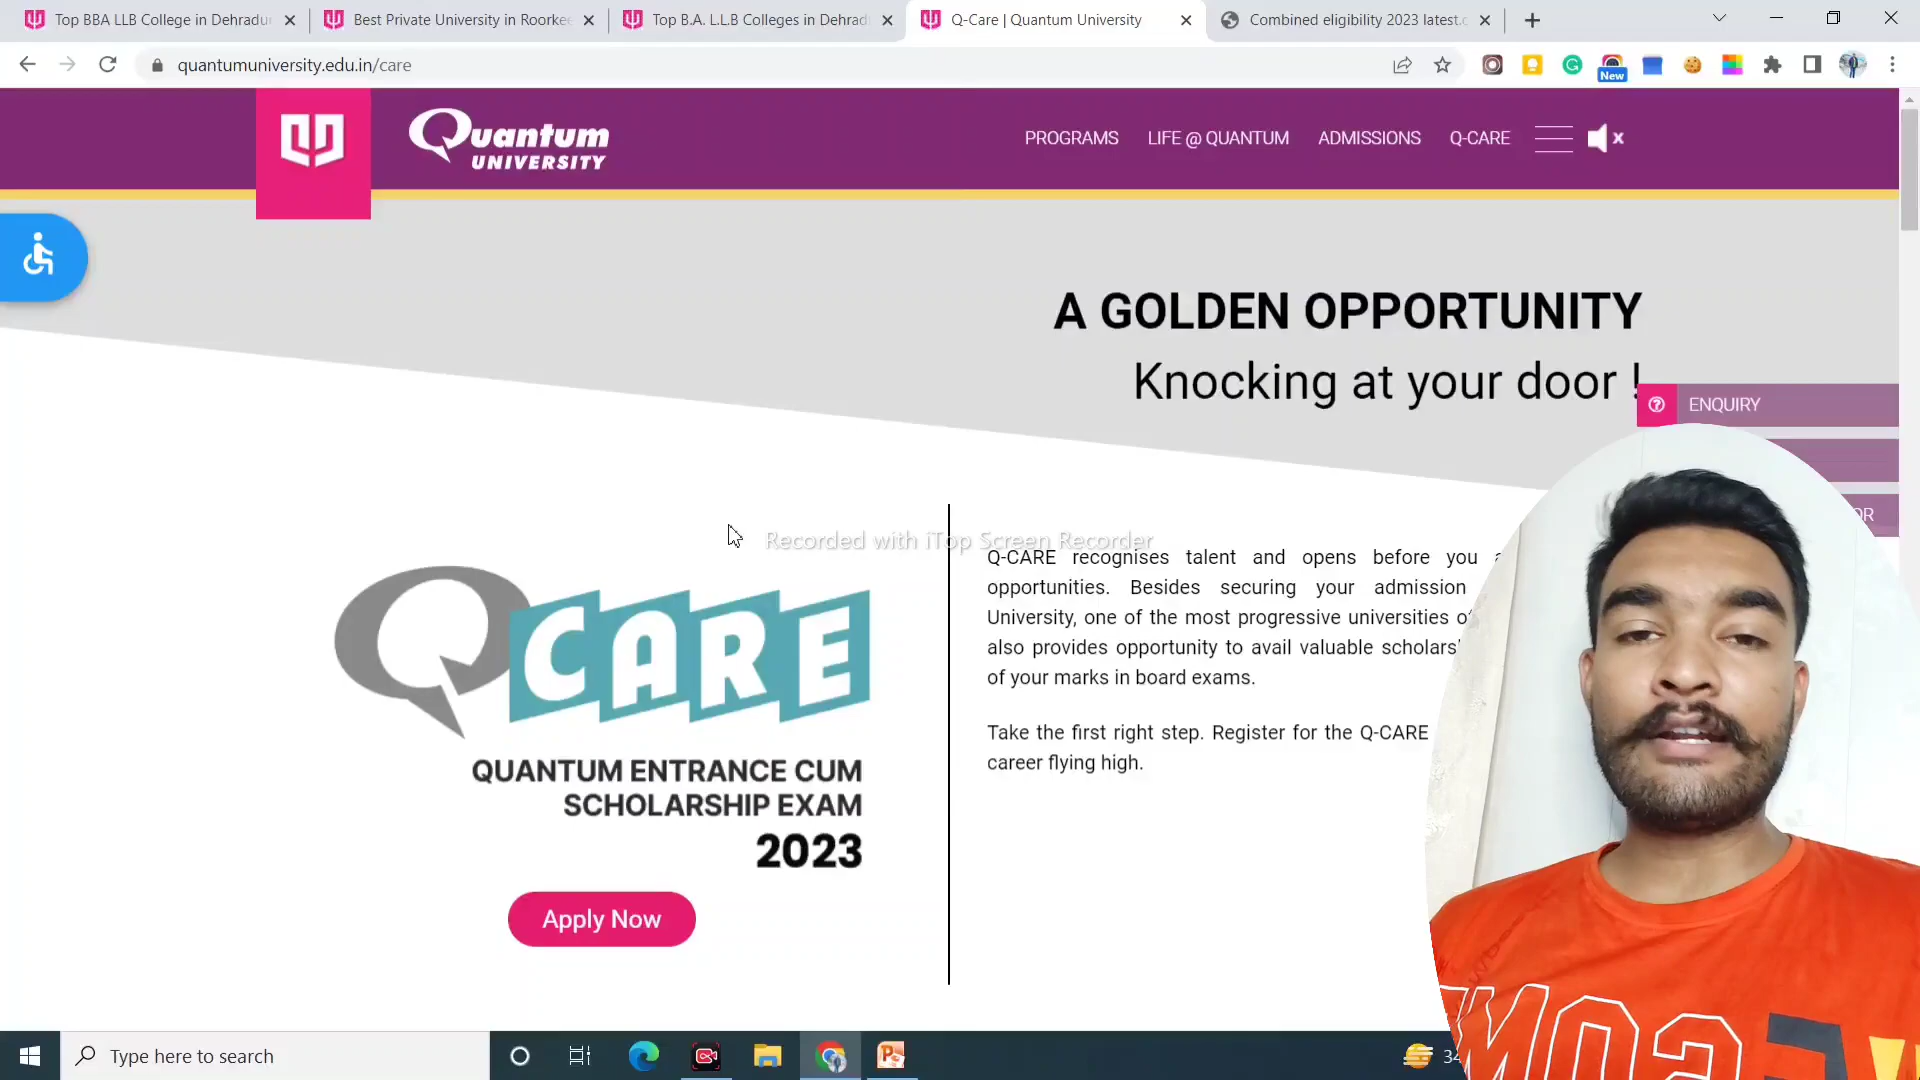 Top BBA LLB College in Dehradu
Best Private University in Roorke
Top B.A. L.L.B Colleges in Dehrad
Q-Care | Quantum University
Combined eligibility 2023 latest.c
quantumuniversity.edu.in/care
New
Quantum
UNIVERSITY
PROGRAMS
LIFE @ QUANTUM
ADMISSIONS
Q-CARE
A GOLDEN OPPORTUNITY
Knocking at your door !
ENQUIRY
OR
Recorded with iTop Screen Recorder
Q-CARE recognises talent and opens before you a
opportunities. Besides securing your admission
University, one of the most progressive universities o
also provides opportunity to avail valuable scholarsh
of your marks in board exams.
Take the first right step. Register for the Q-CARE
career flying high.
QCARE
QUANTUM ENTRANCE CUM
SCHOLARSHIP EXAM
2023
Apply Now
Type here to search
34